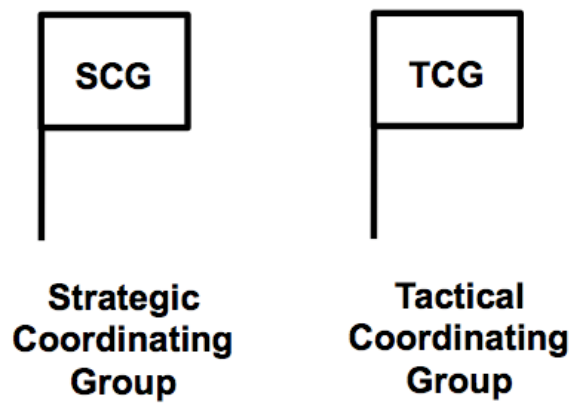 SCG
TCG
Strategic
Coordinating
Group
Tactical
Coordinating
Group